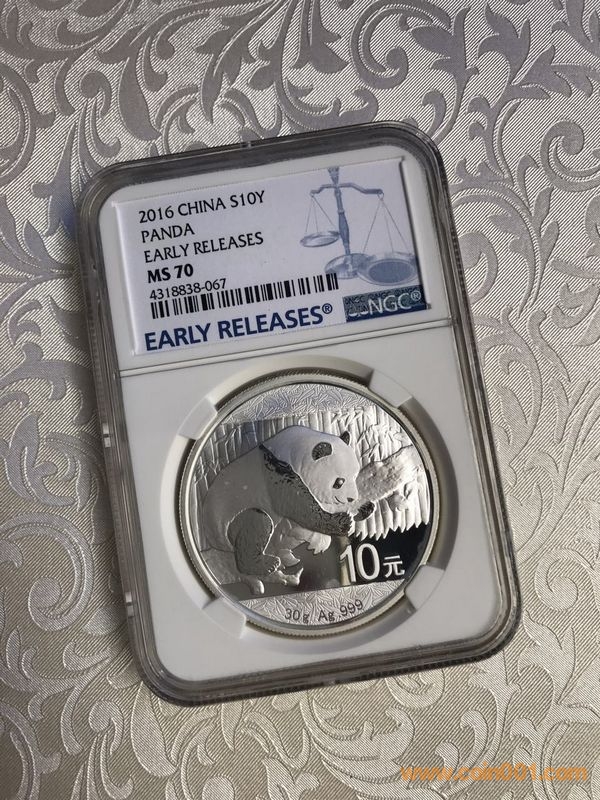 2016 CHINA S10Y
PANDA
EARLY RELEASES
MS 70
4318838-067
EARLY RELEASES®
NGC®
10元
30g Ag .999
www.coin001.com